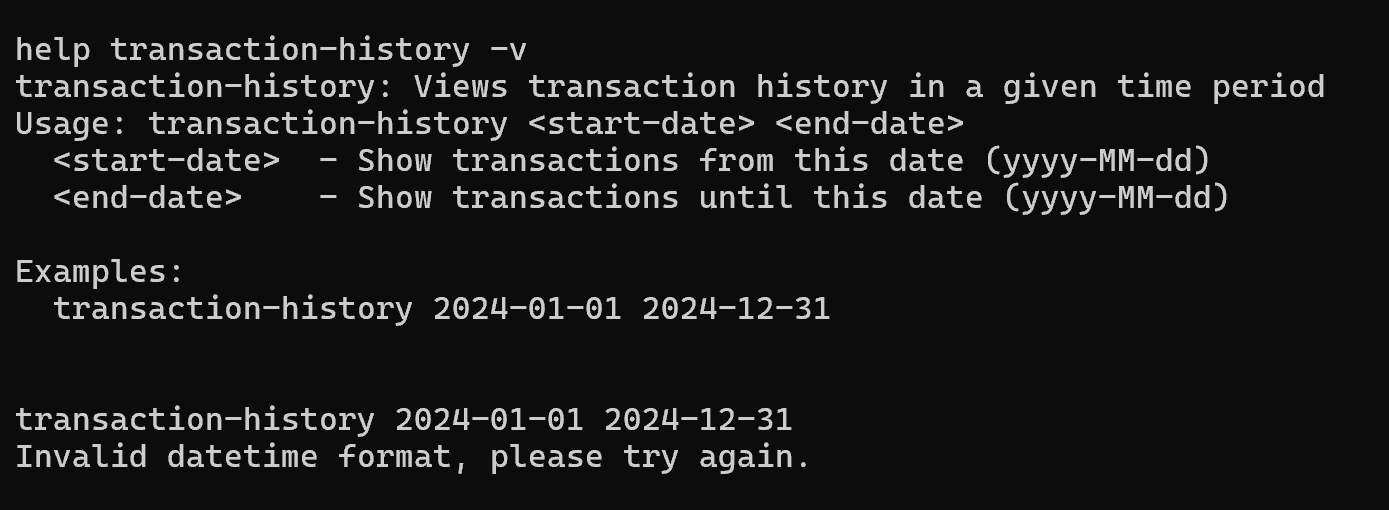 help transaction-history -v
transaction-history: Views transaction history in a given time period
Usage: transaction-history <start-date> <end-date>
  <start-date>  - Show transactions from this date (yyyy-MM-dd)
  <end-date>    - Show transactions until this date (yyyy-MM-dd)

Examples:
  transaction-history 2024-01-01 2024-12-31


transaction-history 2024-01-01 2024-12-31
Invalid datetime format, please try again.